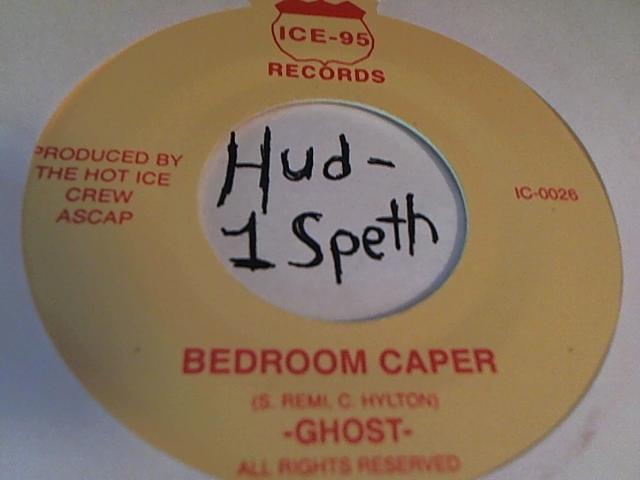 ICE-95
RECORDS
PRODUCED BY
THE HOT ICE
CREW
ASCAP
Hud-
1 Speth
IC-0026
BEDROOM CAPER
(S. REMI, C. HYLTON)
-GHOST-
ALL RIGHTS RESERVED